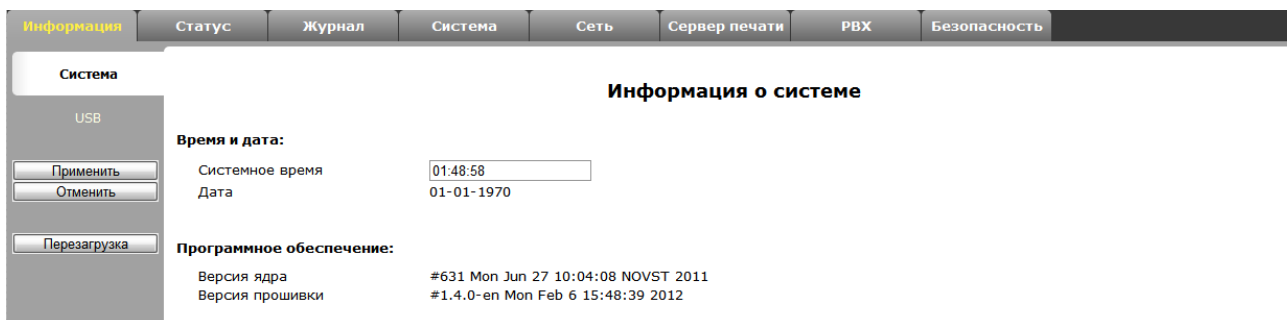 Информация Статус Журнал Система Сеть Сервер печати PBX Безопасность
Система
USB
Применить
Отменить
Перезагрузка
Информация о системе
Время и дата:
Системное время 01:48:58
Дата 01-01-1970
Программное обеспечение:
Версия ядра #631 Mon Jun 27 10:04:08 NOVST 2011
Версия прошивки #1.4.0-en Mon Feb 6 15:48:39 2012